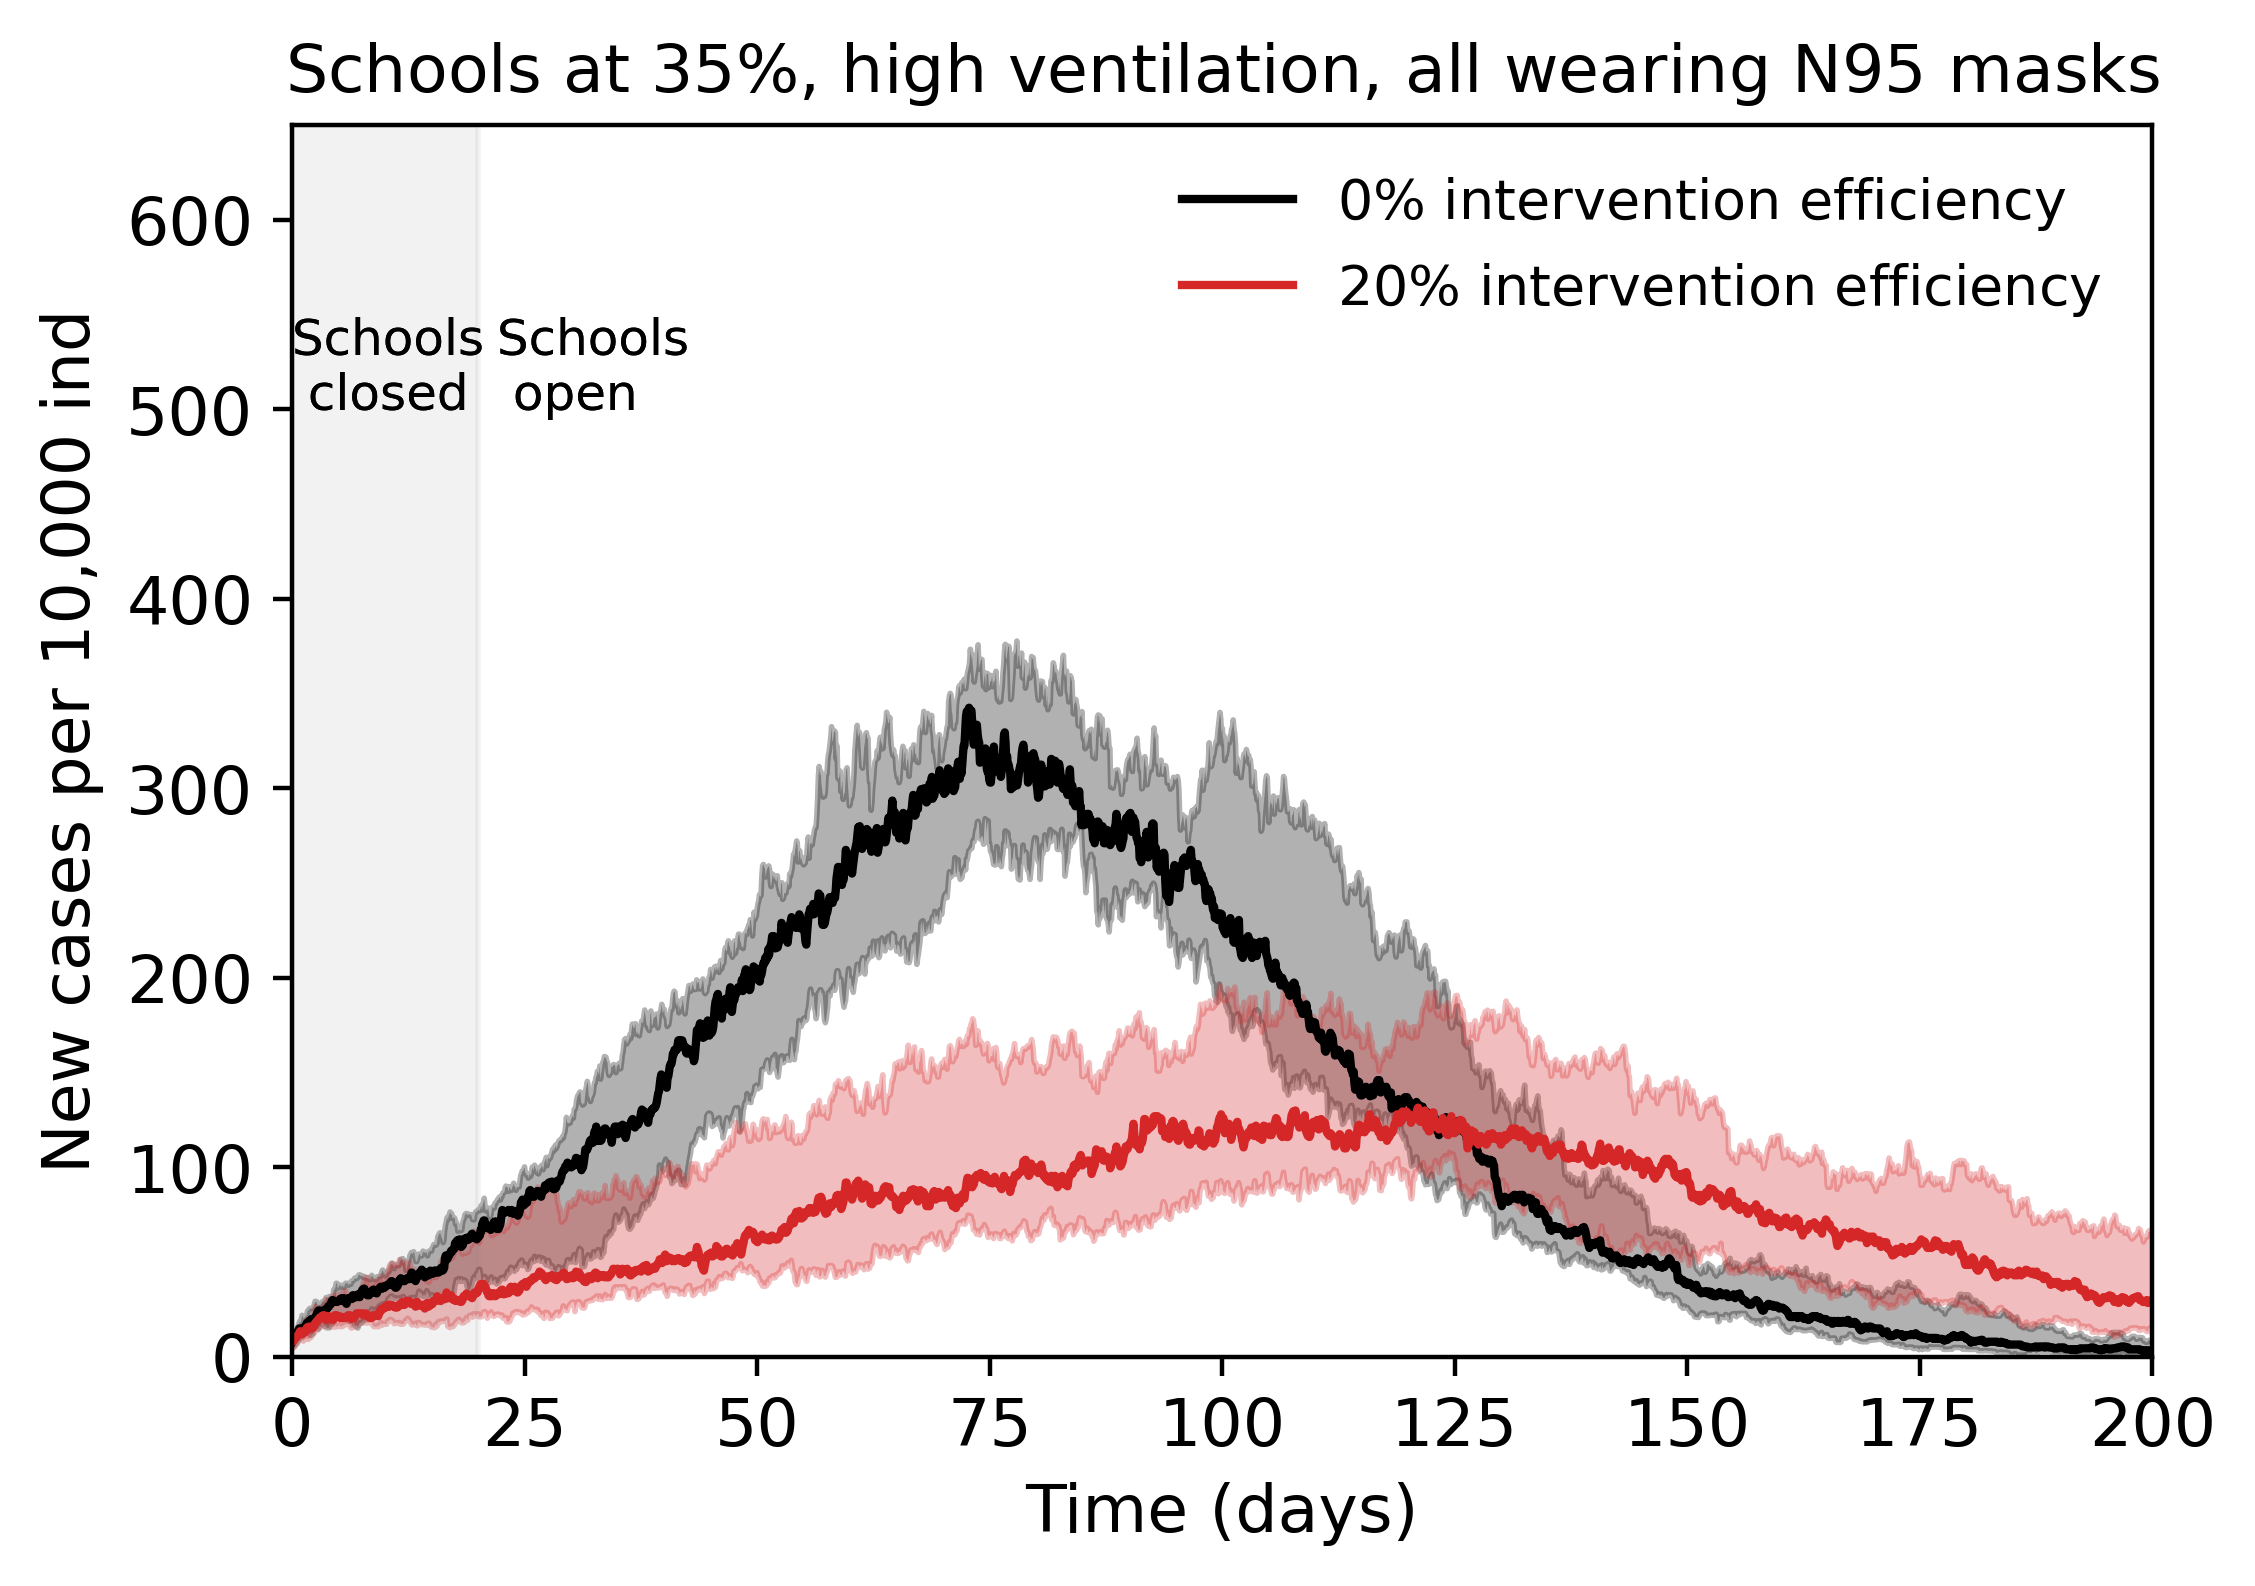 Schools at 35%, high ventilation, all wearing N95 masks
0% intervention efficiency
20% intervention efficiency
Schools closed
Schools open
New cases per 10,000 ind
600
500
400
300
200
100
0
0 25 50 75 100 125 150 175 200
Time (days)